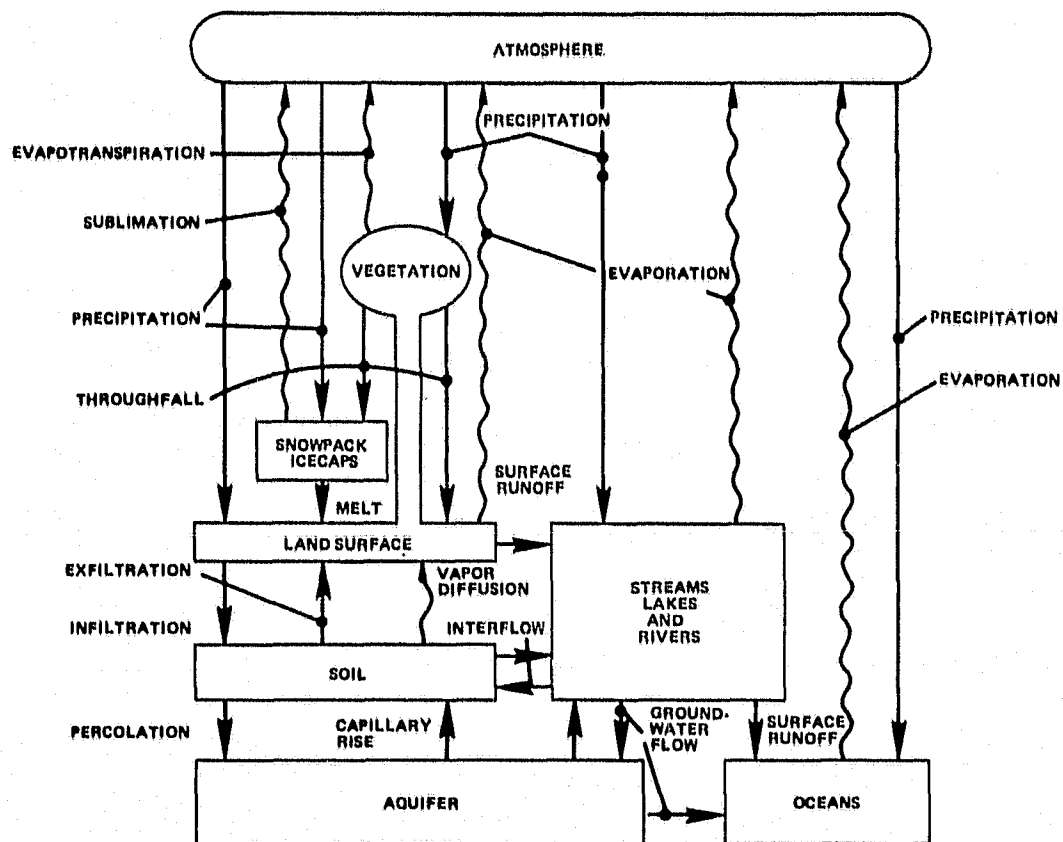 ATMOSPHERE
PRECIPITATION
EVAPOTRANSPIRATION
SUBLIMATION
VEGETATION
EVAPORATION
PRECIPITATION
PRECIPITATION
EVAPORATION
THROUGHFALL
SNOWPACK
ICECAPS
SURFACE
RUNOFF
MELT
LAND SURFACE
EXFILTRATION
VAPOR
DIFFUSION
STREAMS
LAKES
AND
RIVERS
INFILTRATION
INTERFLOW
SOIL
PERCOLATION
CAPILLARY
RISE
GROUND-
WATER
FLOW
SURFACE
RUNOFF
AQUIFER
OCEANS